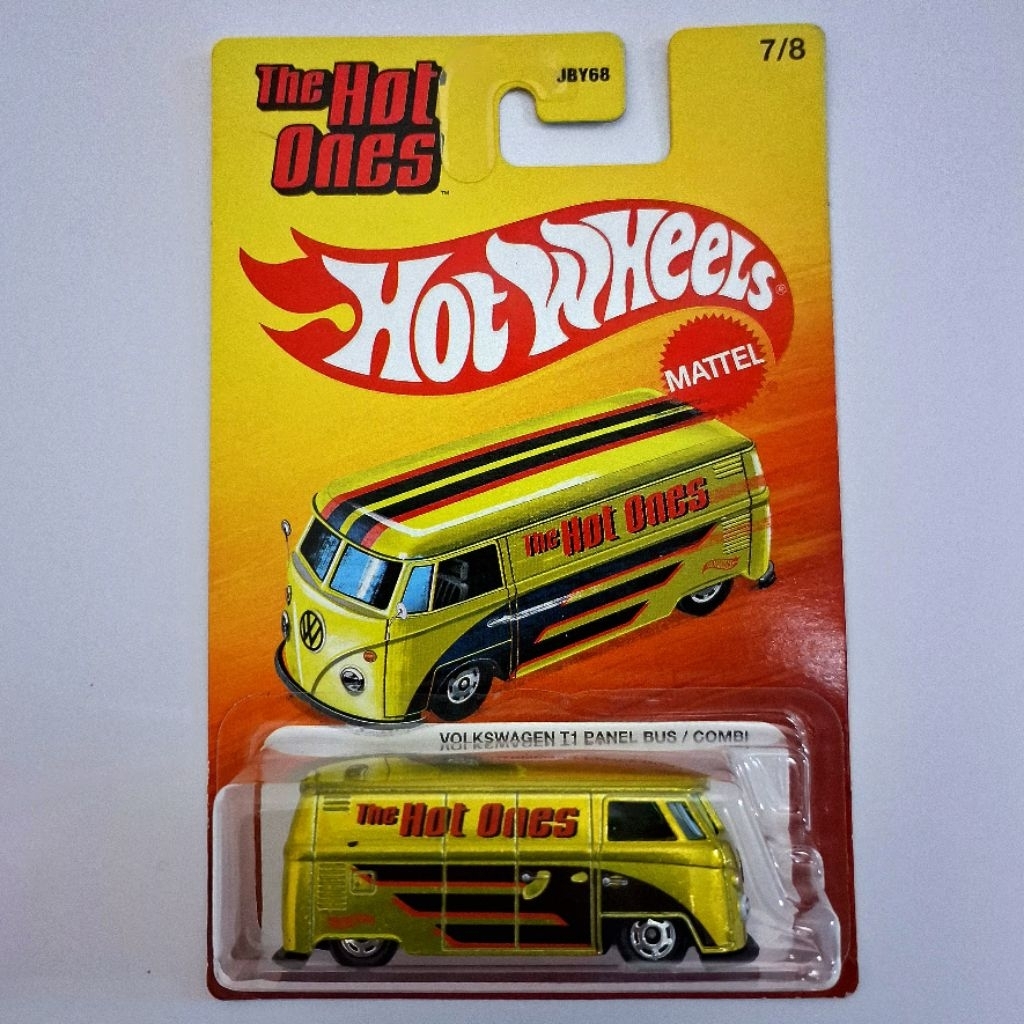 The Hot
Ones
™
JBY68
7/8
Hot Wheels®
MATTEL
®
The Hot Ones
VOLKSWAGEN T1 PANEL BUS / COMBI
The Hot Ones